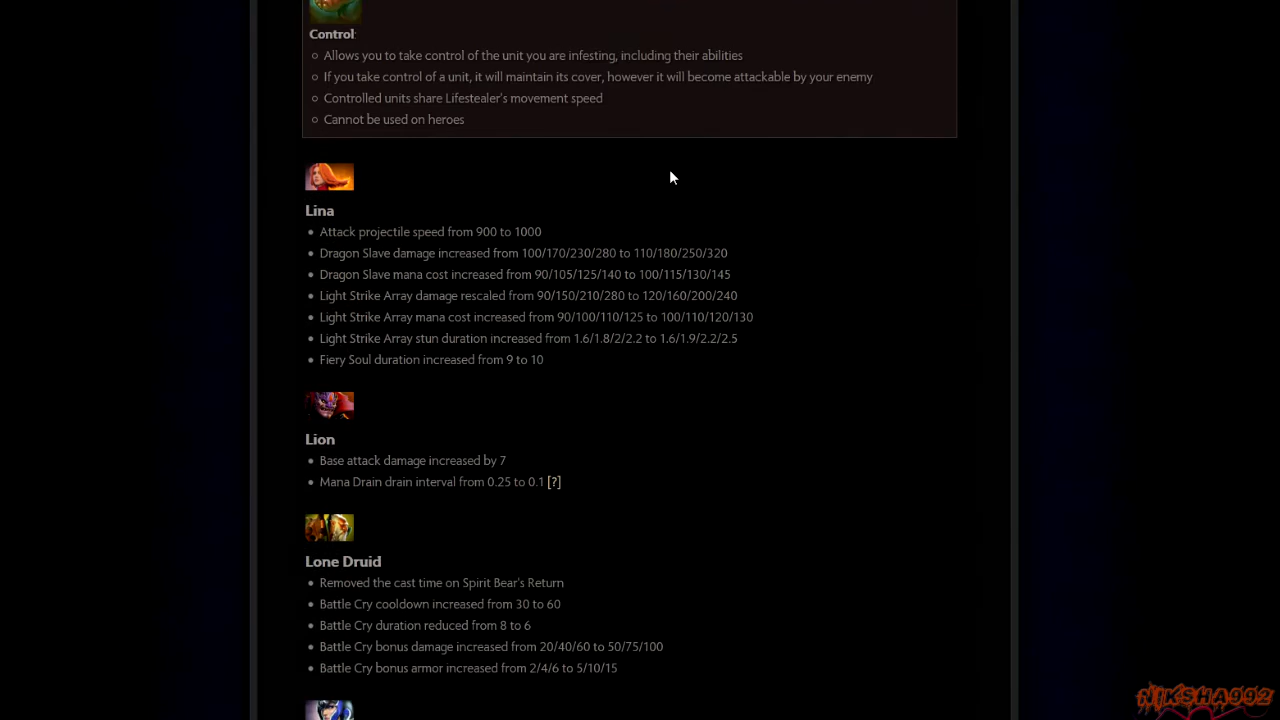 Control:
Allows you to take control of the unit you are infesting, including their abilities
If you take control of a unit, it will maintain its cover, however it will become attackable by your enemy
Controlled units share Lifestealer's movement speed
Cannot be used on heroes
Lina
Attack projectile speed from 900 to 1000
Dragon Slave damage increased from 100/170/230/280 to 110/180/250/320
Dragon Slave mana cost increased from 90/105/125/140 to 100/115/130/145
Light Strike Array damage rescaled from 90/150/210/280 to 120/160/200/240
Light Strike Array mana cost increased from 90/100/110/125 to 100/110/120/130
Light Strike Array stun duration increased from 1.6/1.8/2/2.2 to 1.6/1.9/2.2/2.5
Fiery Soul duration increased from 9 to 10
Lion
Base attack damage increased by 7
Mana Drain drain interval from 0.25 to 0.1 [?]
Lone Druid
Removed the cast time on Spirit Bear's Return
Battle Cry cooldown increased from 30 to 60
Battle Cry duration reduced from 8 to 6
Battle Cry bonus damage increased from 20/40/60 to 50/75/100
Battle Cry bonus armor increased from 2/4/6 to 5/10/15
NIKSHA992